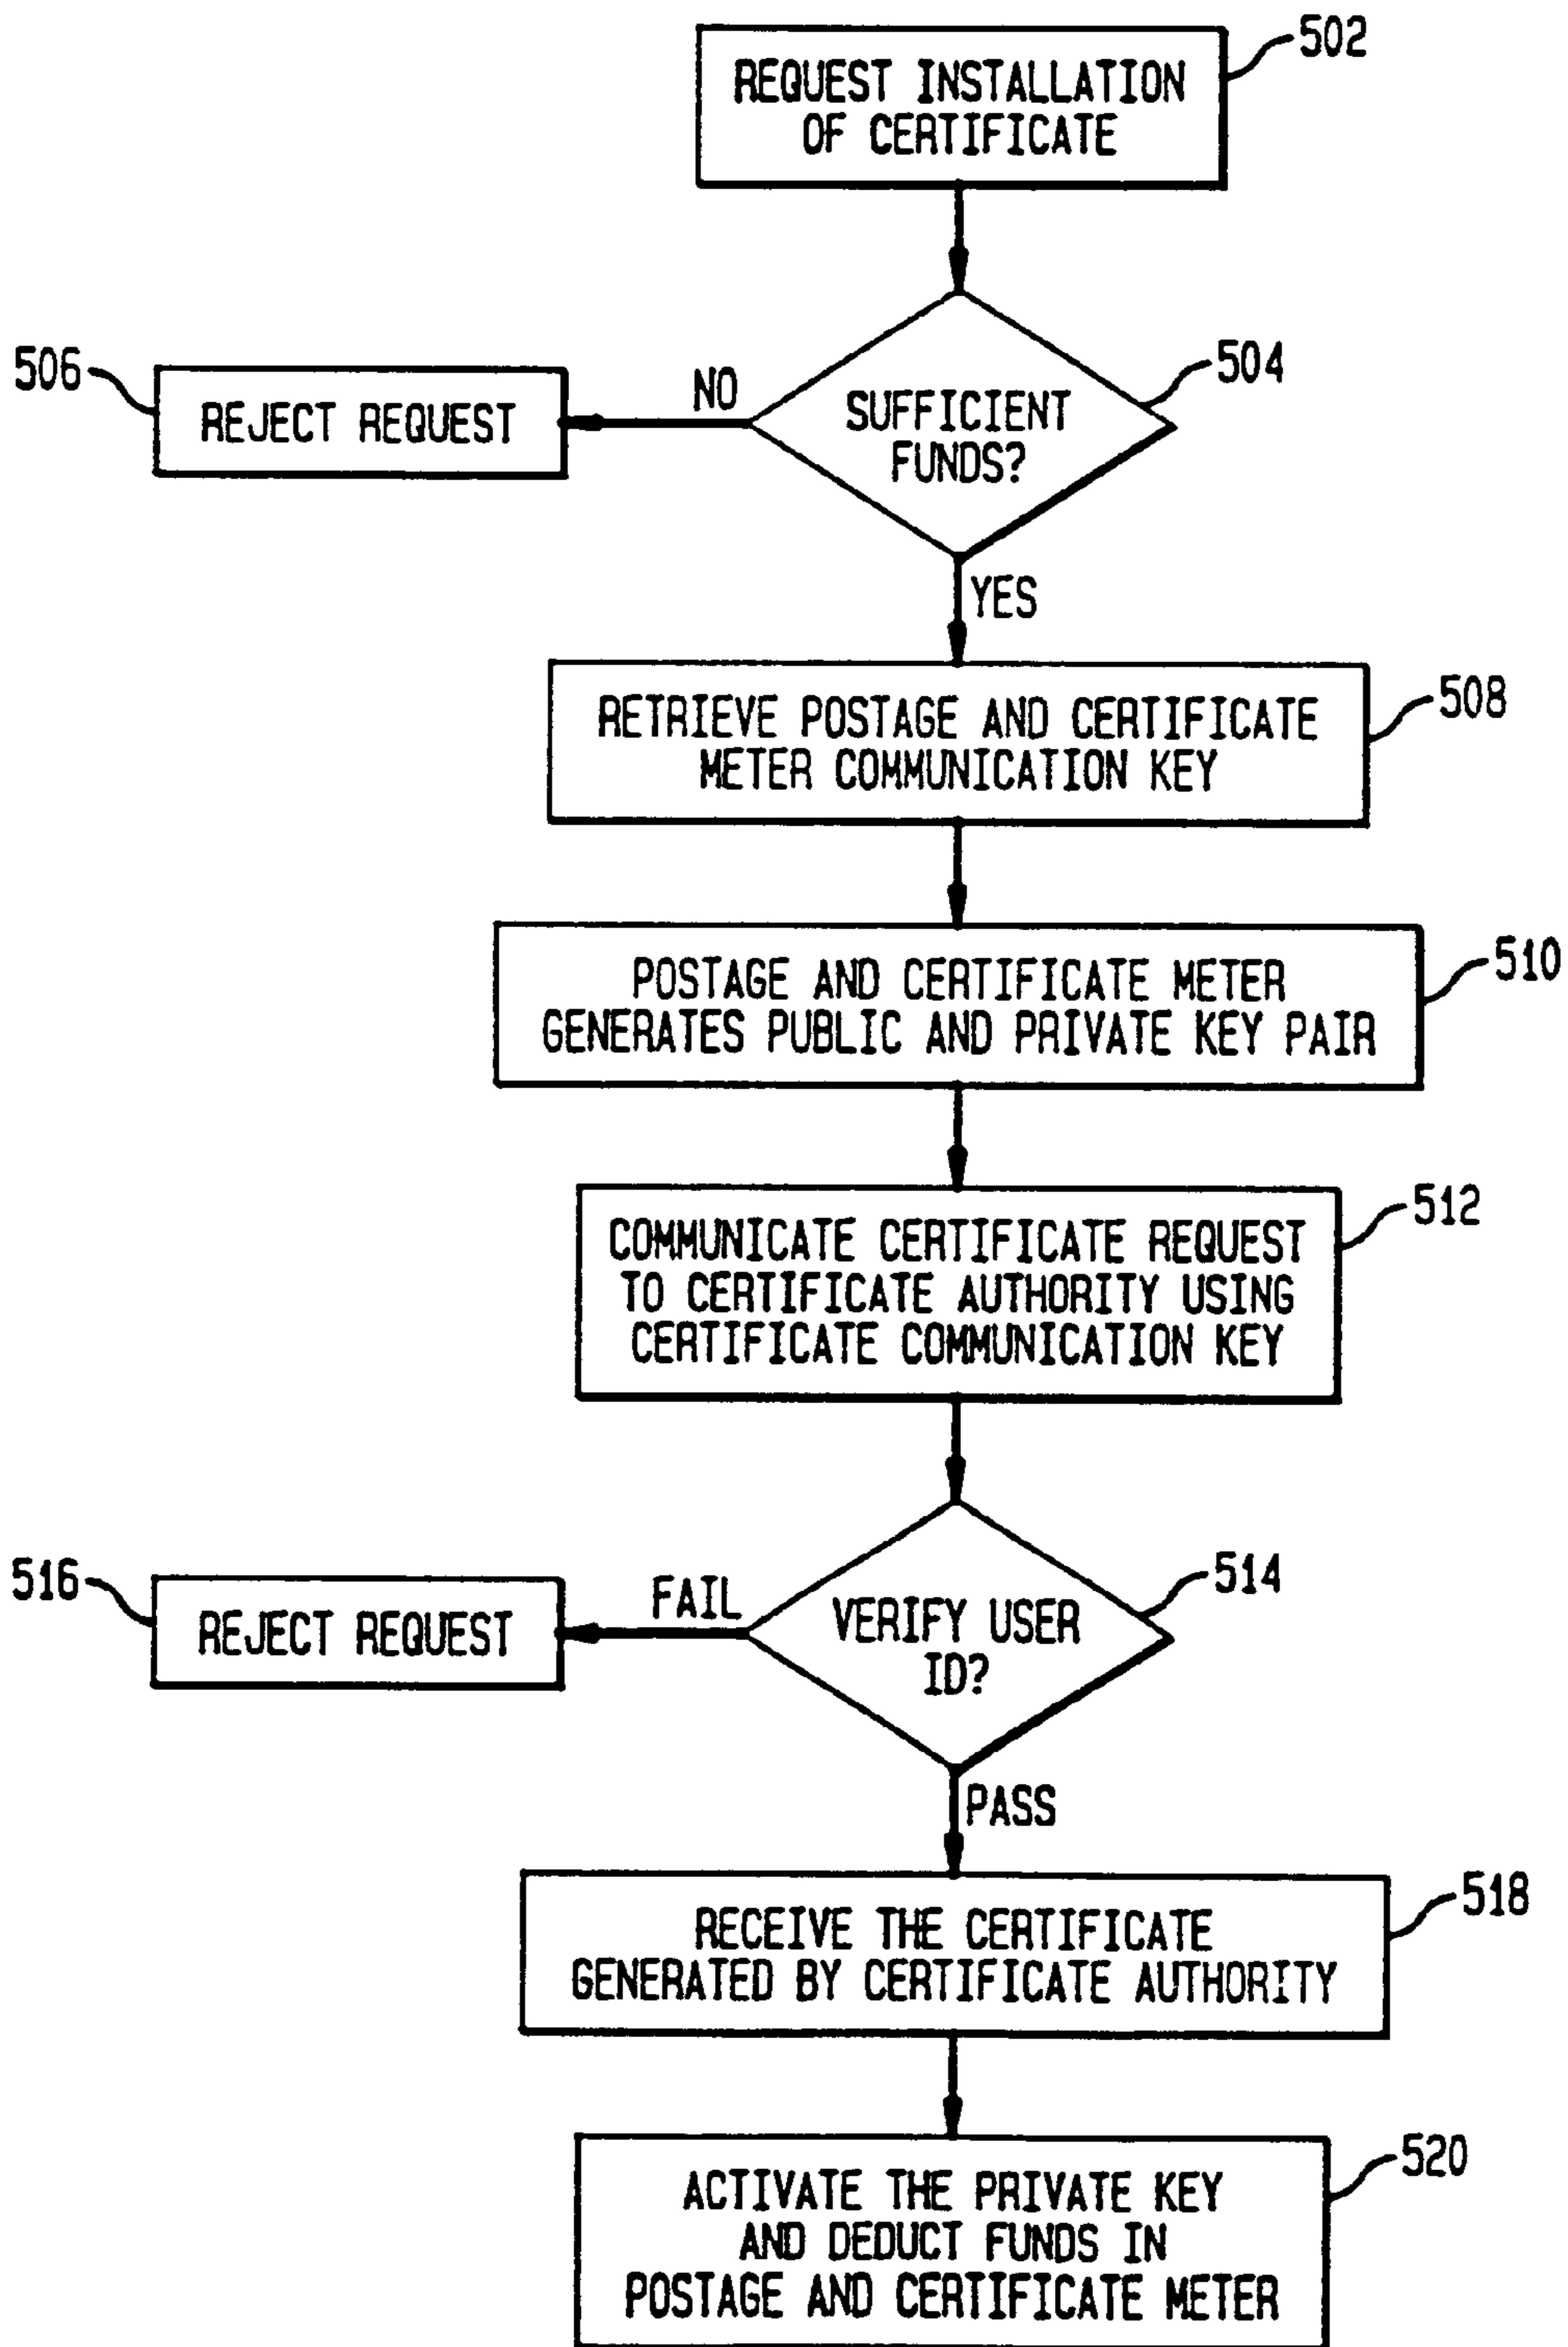 502
REQUEST INSTALLATION
OF CERTIFICATE
504
SUFFICIENT
FUNDS?
NO
506
REJECT REQUEST
YES
508
RETRIEVE POSTAGE AND CERTIFICATE
METER COMMUNICATION KEY
510
POSTAGE AND CERTIFICATE METER
GENERATES PUBLIC AND PRIVATE KEY PAIR
512
COMMUNICATE CERTIFICATE REQUEST
TO CERTIFICATE AUTHORITY USING
CERTIFICATE COMMUNICATION KEY
514
VERIFY USER
ID?
FAIL
516
REJECT REQUEST
PASS
518
RECEIVE THE CERTIFICATE
GENERATED BY CERTIFICATE AUTHORITY
520
ACTIVATE THE PRIVATE KEY
AND DEDUCT FUNDS IN
POSTAGE AND CERTIFICATE METER